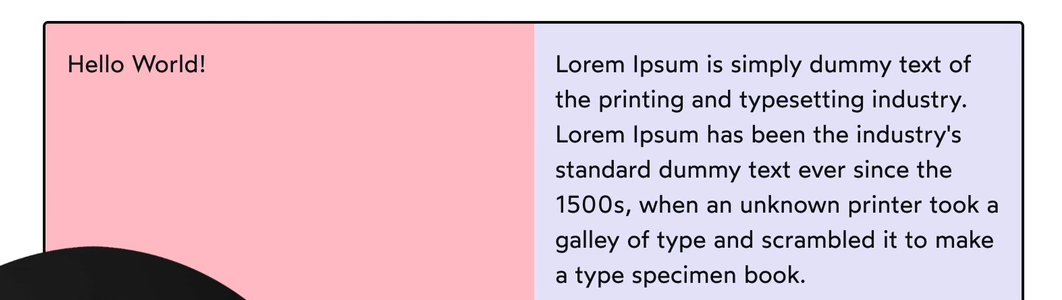 Hello World!
Lorem Ipsum is simply dummy text of
the printing and typesetting industry.
Lorem Ipsum has been the industry's
standard dummy text ever since the
1500s, when an unknown printer took a
galley of type and scrambled it to make
a type specimen book.